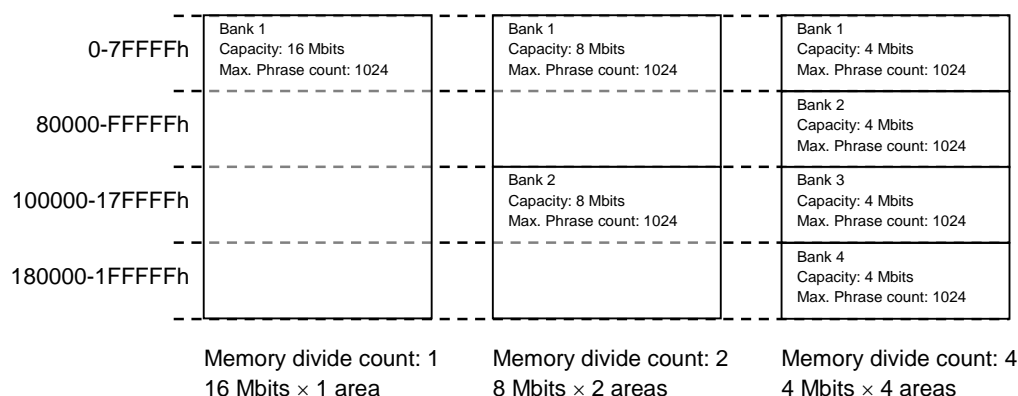 0-7FFFFh
80000-FFFFFh
100000-17FFFFh
180000-1FFFFFh
Bank 1
Capacity: 16 Mbits
Max. Phrase count: 1024
Memory divide count: 1
16 Mbits × 1 area
Bank 1
Capacity: 8 Mbits
Max. Phrase count: 1024
Bank 2
Capacity: 8 Mbits
Max. Phrase count: 1024
Memory divide count: 2
8 Mbits × 2 areas
Bank 1
Capacity: 4 Mbits
Max. Phrase count: 1024
Bank 2
Capacity: 4 Mbits
Max. Phrase count: 1024
Bank 3
Capacity: 4 Mbits
Max. Phrase count: 1024
Bank 4
Capacity: 4 Mbits
Max. Phrase count: 1024
Memory divide count: 4
4 Mbits × 4 areas